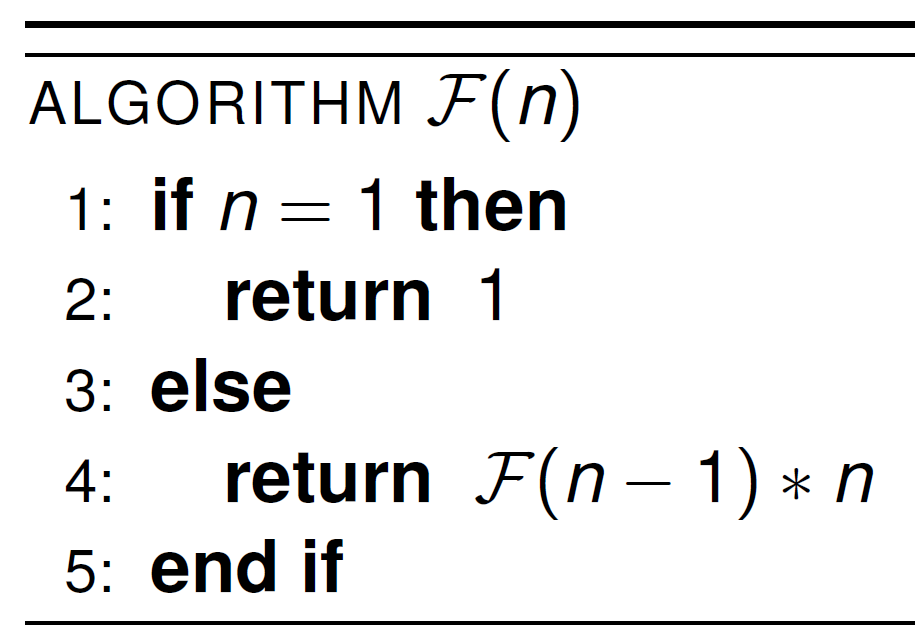 ALGORITHM ℱ(n)
1: if n = 1 then
2: return 1
3: else
4: return ℱ(n − 1) ∗ n
5: end if